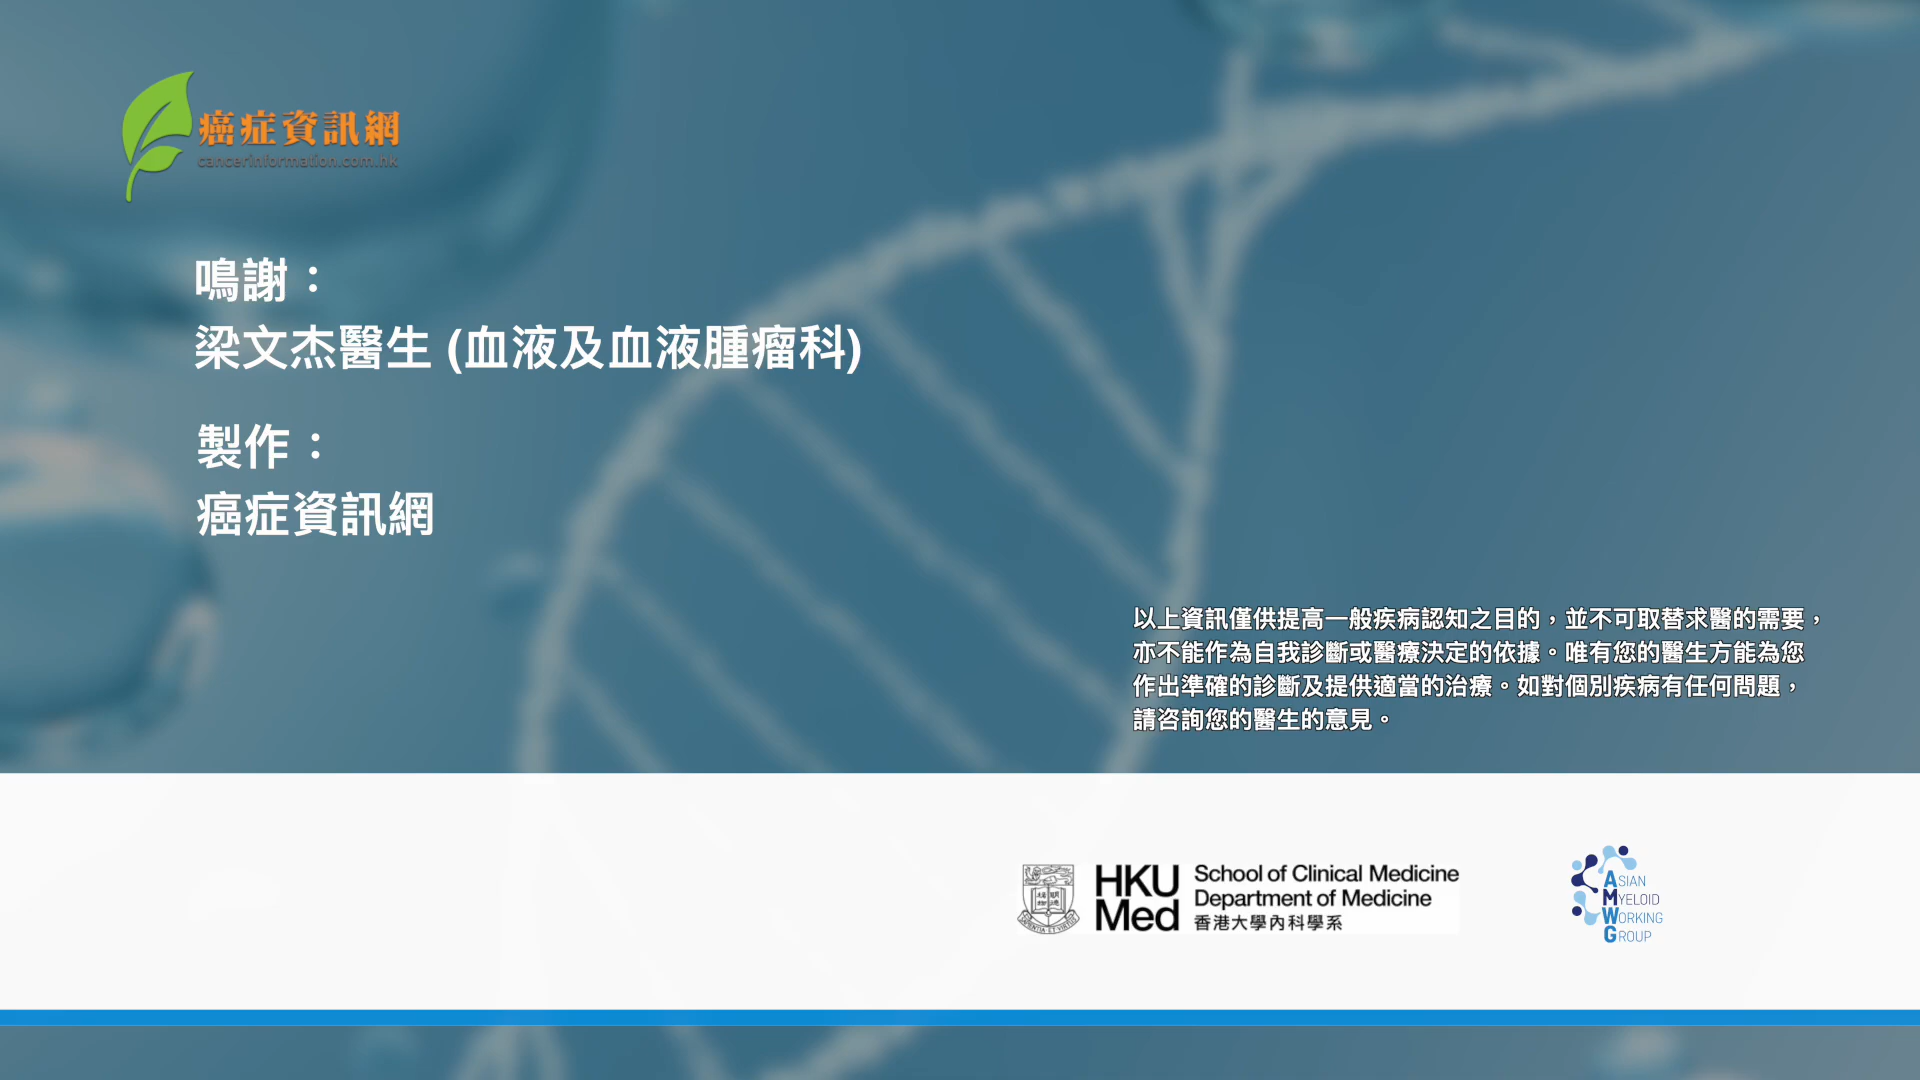 癌症資訊網
cancerinformation.com.hk
鳴謝：
梁文杰醫生 (血液及血液腫瘤科)
製作：
癌症資訊網
以上資訊僅供提高一般疾病認知之目的，並不可取替求醫的需要，
亦不能作為自我診斷或醫療決定的依據。唯有您的醫生方能為您
作出準確的診斷及提供適當的治療。如對個別疾病有任何問題，
請咨詢您的醫生的意見。
HKU
Med
School of Clinical Medicine
Department of Medicine
香港大學內科學系
ASIAN
MYELOID
WORKING
GROUP